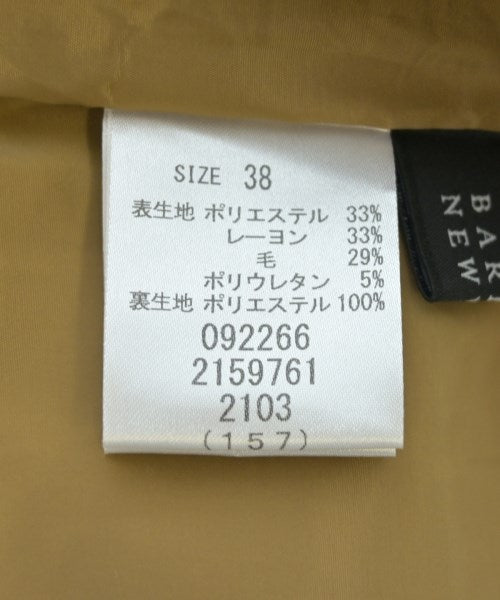 SIZE 38
表生地 ポリエステル 33%
レーヨン 33%
毛 29%
ポリウレタン 5%
裏生地 ポリエステル 100%
092266
2159761
2103
(157)
BAR
NEW